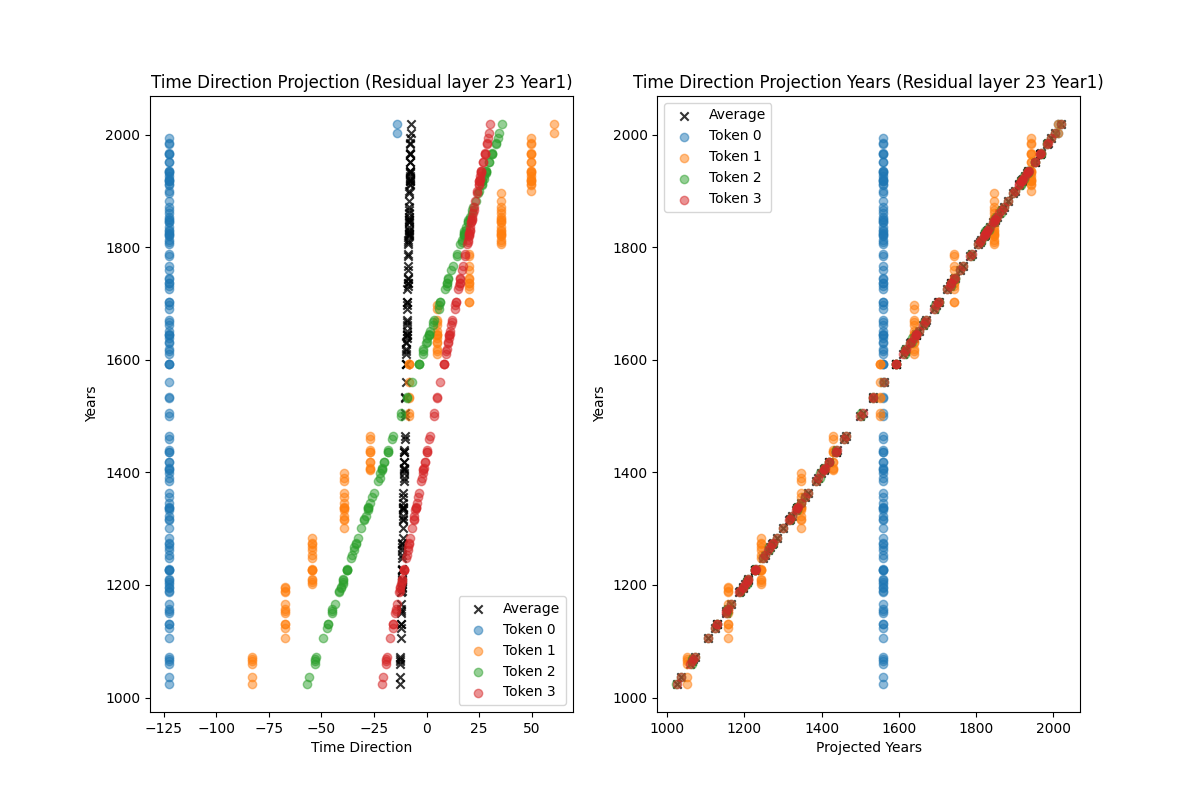 Time Direction Projection (Residual layer 23 Year1)
2000
1800
1600
1400
1200
1000
Years
−125
−100
−75
−50
−25
0
25
50
Time Direction
Average
Token 0
Token 1
Token 2
Token 3
Time Direction Projection Years (Residual layer 23 Year1)
Average
Token 0
Token 1
Token 2
Token 3
2000
1800
1600
1400
1200
1000
Years
1000
1200
1400
1600
1800
2000
Projected Years